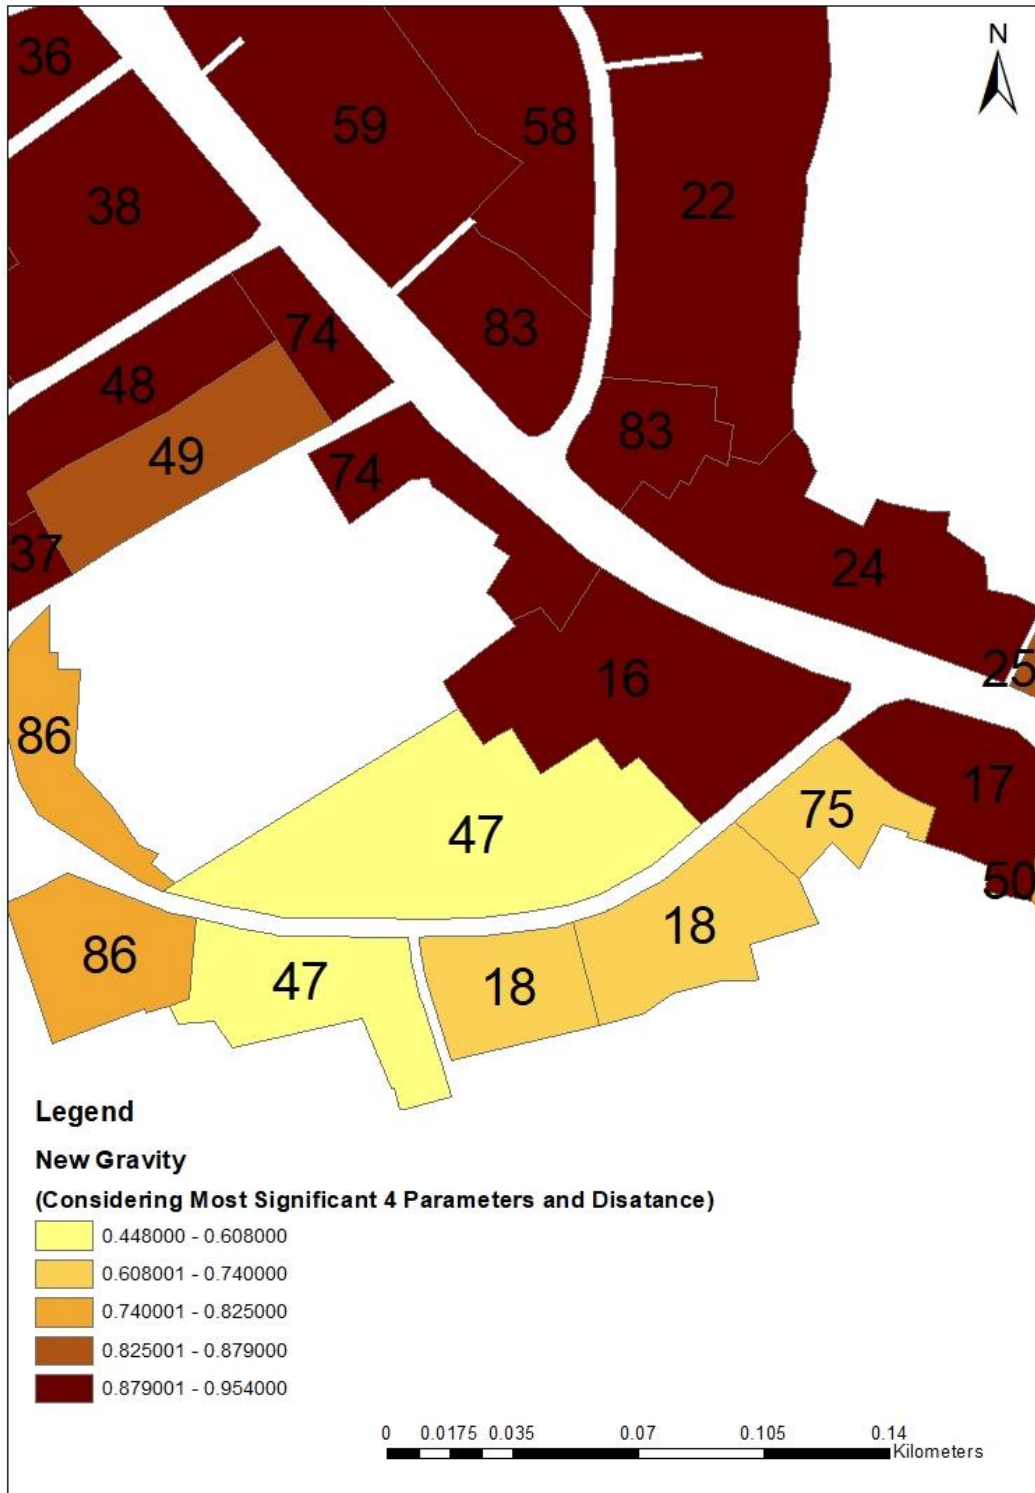 N
36
59
58
38
22
74
83
48
83
49
74
37
24
25
16
86
17
75
47
50
18
86
47
18
Legend
New Gravity
(Considering Most Significant 4 Parameters and Disatance)
0.448000 - 0.608000
0.608001 - 0.740000
0.740001 - 0.825000
0.825001 - 0.879000
0.879001 - 0.954000
0 0.0175 0.035 0.07 0.105 0.14
Kilometers